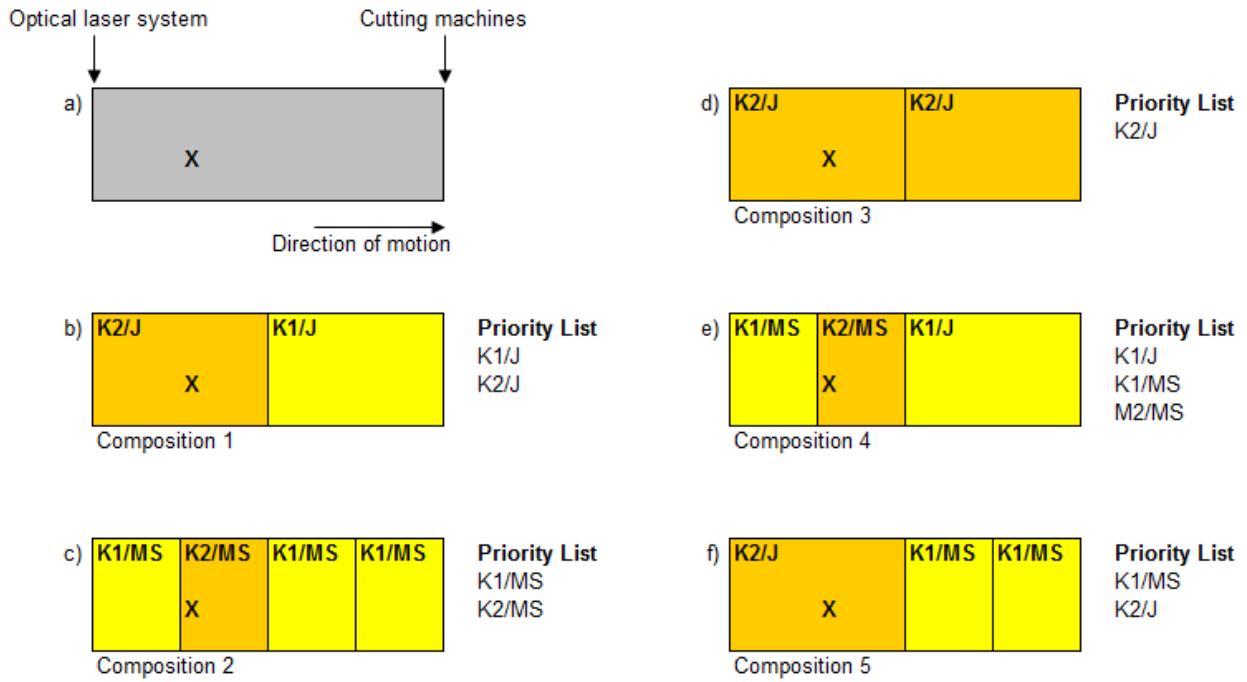 Optical laser system
Cutting machines
a)
X
Direction of motion
b)
K2/J
K1/J
X
Composition 1
Priority List
K1/J
K2/J
c)
K1/MS
K2/MS
K1/MS
K1/MS
X
Composition 2
Priority List
K1/MS
K2/MS
d)
K2/J
K2/J
X
Composition 3
Priority List
K2/J
e)
K1/MS
K2/MS
K1/J
X
Composition 4
Priority List
K1/J
K1/MS
M2/MS
f)
K2/J
K1/MS
K1/MS
X
Composition 5
Priority List
K1/MS
K2/J